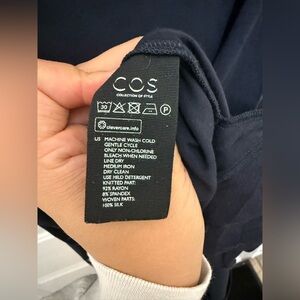 COS
COLLECTION OF STYLE
30 P
clevercare.info
US MACHINE WASH COLD
GENTLE CYCLE
ONLY NON-CHLORINE
BLEACH WHEN NEEDED
LINE DRY
MEDIUM IRON
DRY CLEAN
USE MILD DETERGENT
KNITTED PART:
92% RAYON
8% SPANDEX
WOVEN PARTS:
100% SILK